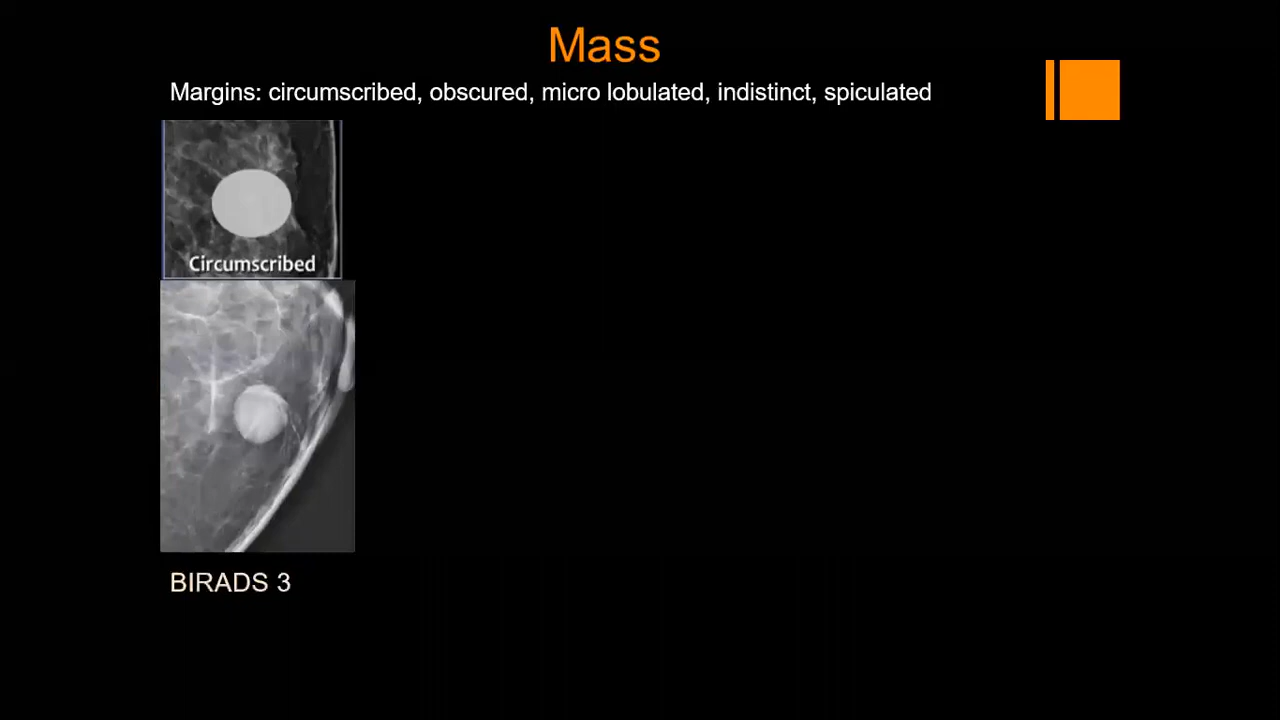 Mass
Margins: circumscribed, obscured, micro lobulated, indistinct, spiculated
Circumscribed
BIRADS 3